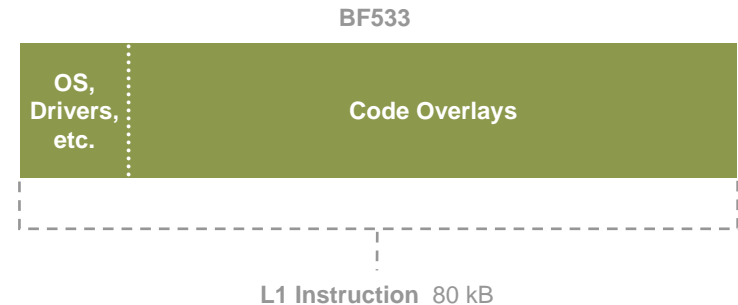 BF533
OS,
Drivers,
etc.
Code Overlays
L1 Instruction 80 kB